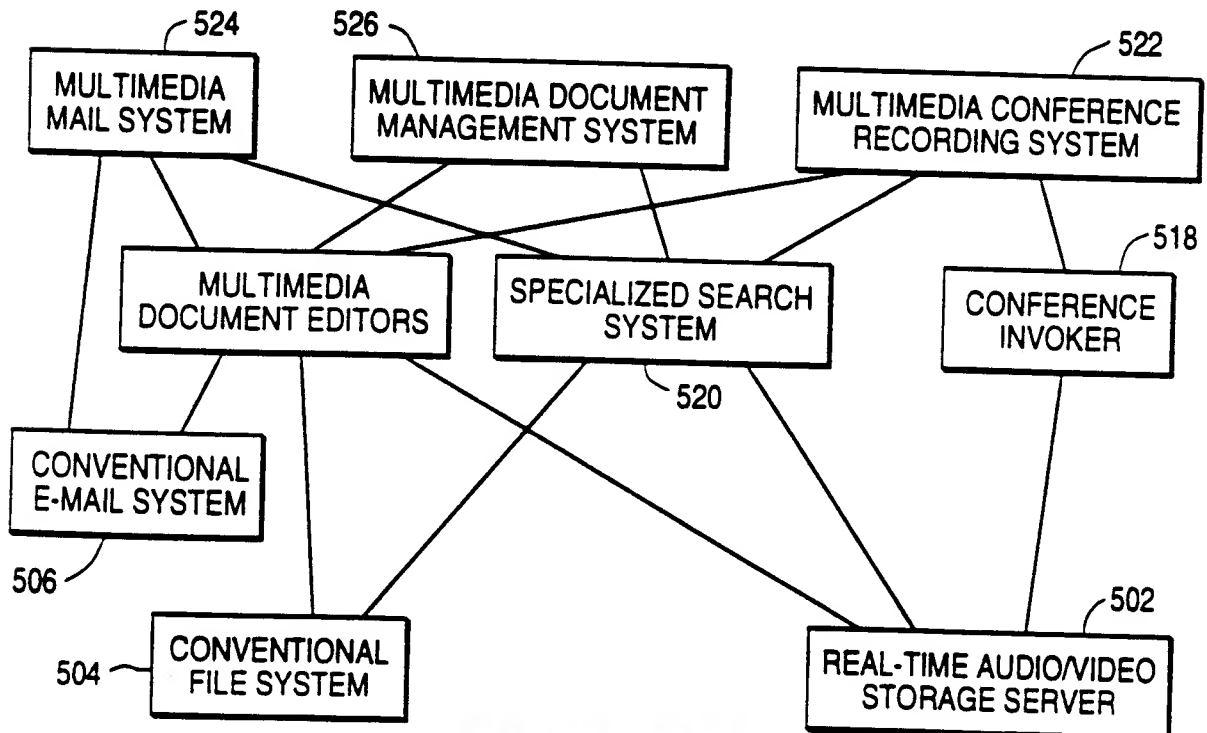 524
526
522
MULTIMEDIA
MAIL SYSTEM
MULTIMEDIA DOCUMENT
MANAGEMENT SYSTEM
MULTIMEDIA CONFERENCE
RECORDING SYSTEM
518
MULTIMEDIA
DOCUMENT EDITORS
SPECIALIZED SEARCH
SYSTEM
CONFERENCE
INVOKER
520
CONVENTIONAL
E-MAIL SYSTEM
506
502
504
CONVENTIONAL
FILE SYSTEM
REAL-TIME AUDIO/VIDEO
STORAGE SERVER